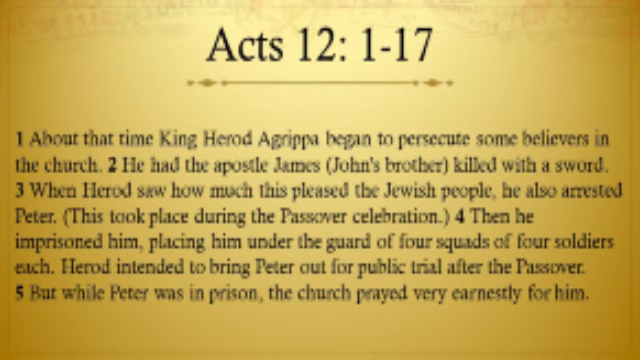 Acts 12: 1-17
1 About that time King Herod Agrippa began to persecute some believers in
the church. 2 He had the apostle James (John's brother) killed with a sword.
3 When Herod saw how much this pleased the Jewish people, he also arrested
Peter. (This took place during the Passover celebration.) 4 Then he
imprisoned him, placing him under the guard of four squads of four soldiers
each. Herod intended to bring Peter out for public trial after the Passover.
5 But while Peter was in prison, the church prayed very earnestly for him.